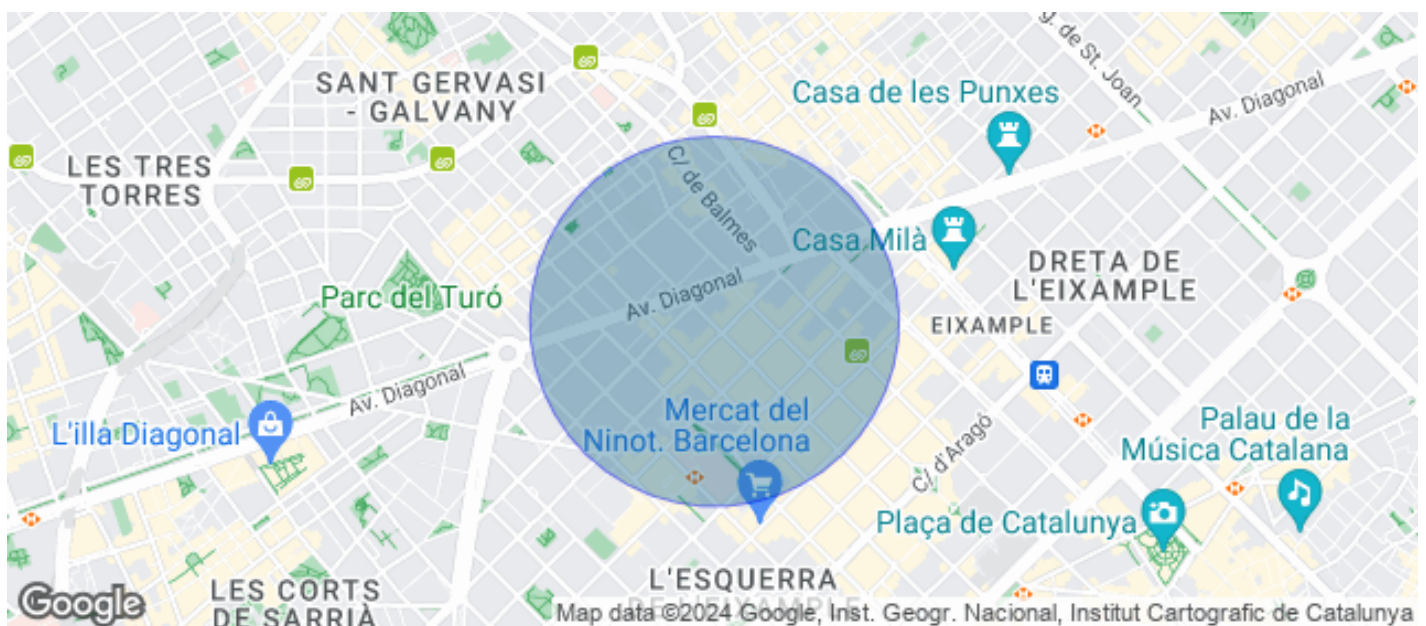 g. de St. Joan
SANT GERVASI
- GALVANY
Casa de les Punxes
Av. Diagonal
LES TRES
TORRES
C/ de Balmes
Casa Milà
DRETA DE
L'EIXAMPLE
Parc del Turó
Av. Diagonal
EIXAMPLE
Av. Diagonal
L'illa Diagonal
Mercat del
Ninot. Barcelona
C/ d'Aragó
Palau de la
Música Catalana
Plaça de Catalunya
LES CORTS
DE SARRIÀ
L'ESQUERRA
DE L'EIXAMPLE
Google
Map data ©2024 Google, Inst. Geogr. Nacional, Institut Cartografic de Catalunya